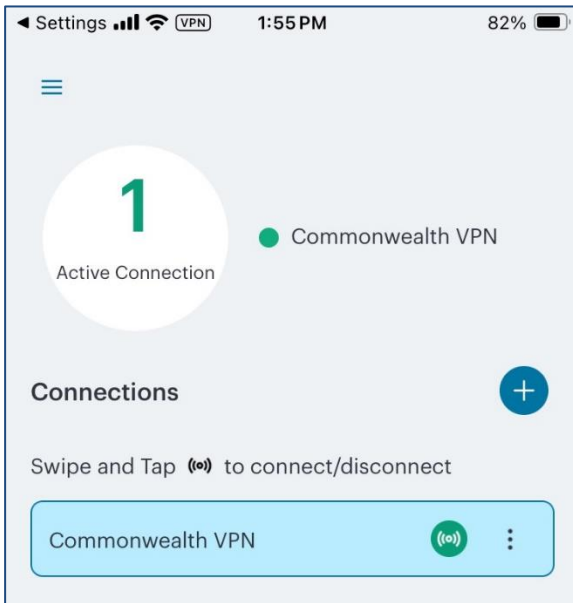 Settings VPN 1:55 PM 82%
1
Active Connection
Commonwealth VPN
Connections
Swipe and Tap to connect/disconnect
Commonwealth VPN